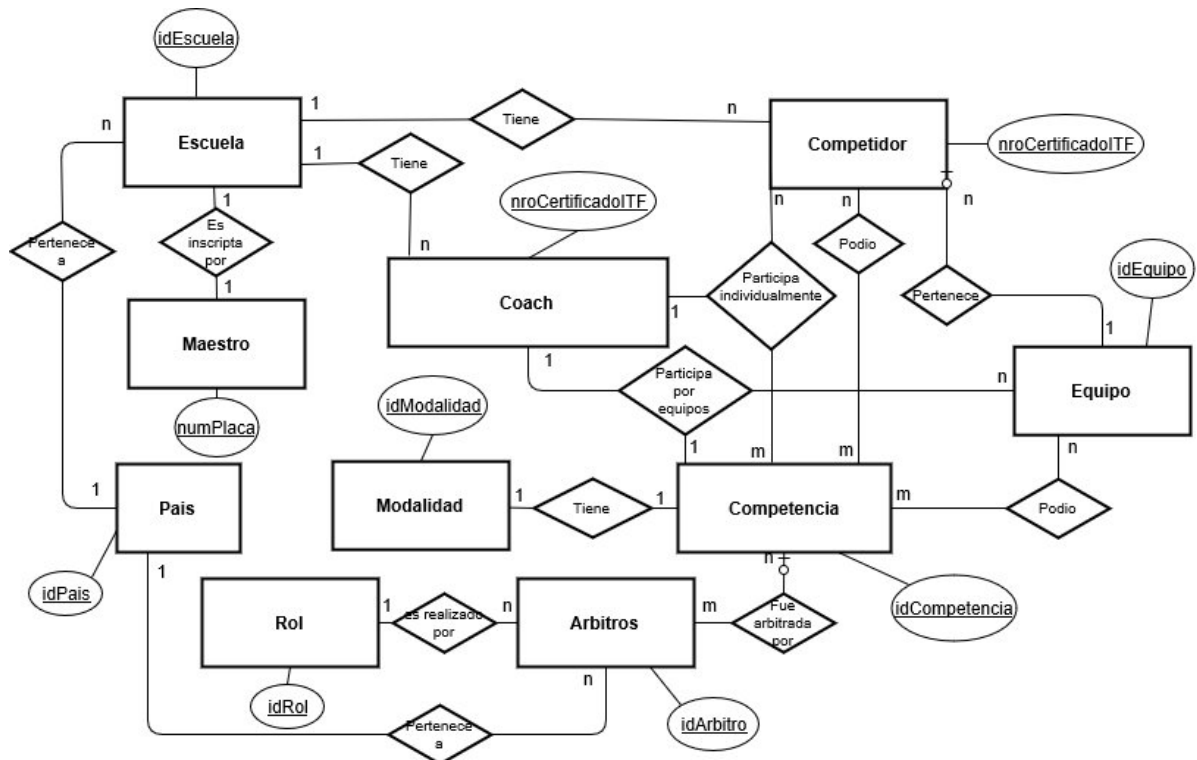 idEscuela
1
n
n
Escuela
Tiene
Competidor
nroCertificadoITF
1
Tiene
1
nroCertificadoITF
n
n
n
Pertenece
a
Es
inscripta
por
n
Podio
idEquipo
Coach
Participa
individualmente
Pertenece
1
1
Maestro
1
1
Participa
por
equipos
n
Equipo
idModalidad
numPlaca
1
m
m
n
1
Pais
Modalidad
1
Tiene
1
Competencia
m
Podio
idPais
1
n
idCompetencia
Rol
1
es realizado
por
n
Arbitros
m
Fue
arbitrada
por
n
idRol
Pertenece
a
idArbitro